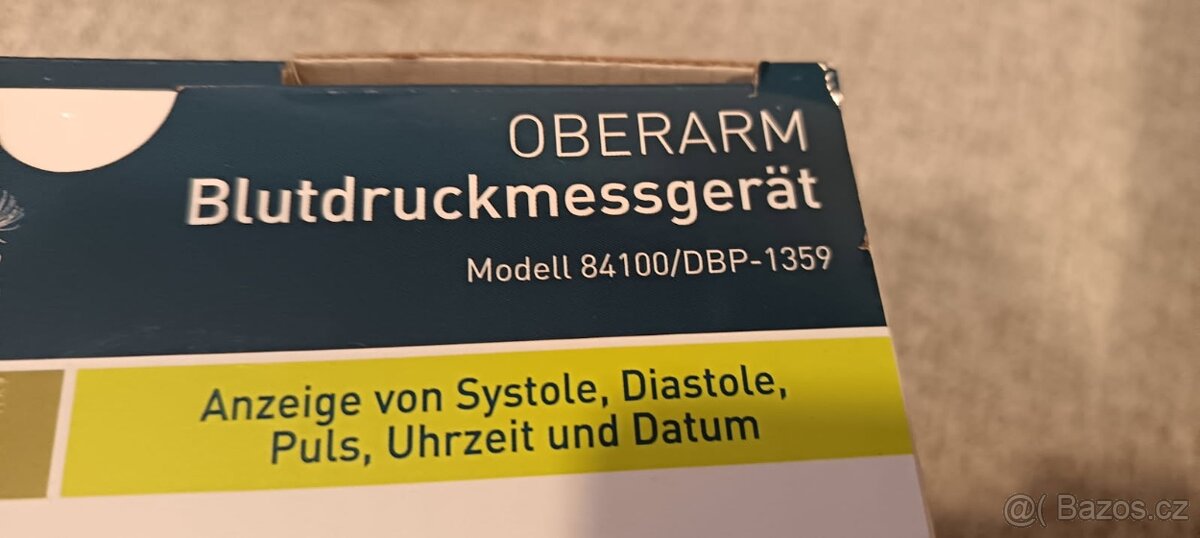 OBERARM
Blutdruckmessgerät
Modell 84100/DBP-1359
Anzeige von Systole, Diastole,
Puls, Uhrzeit und Datum
@( Bazos.cz